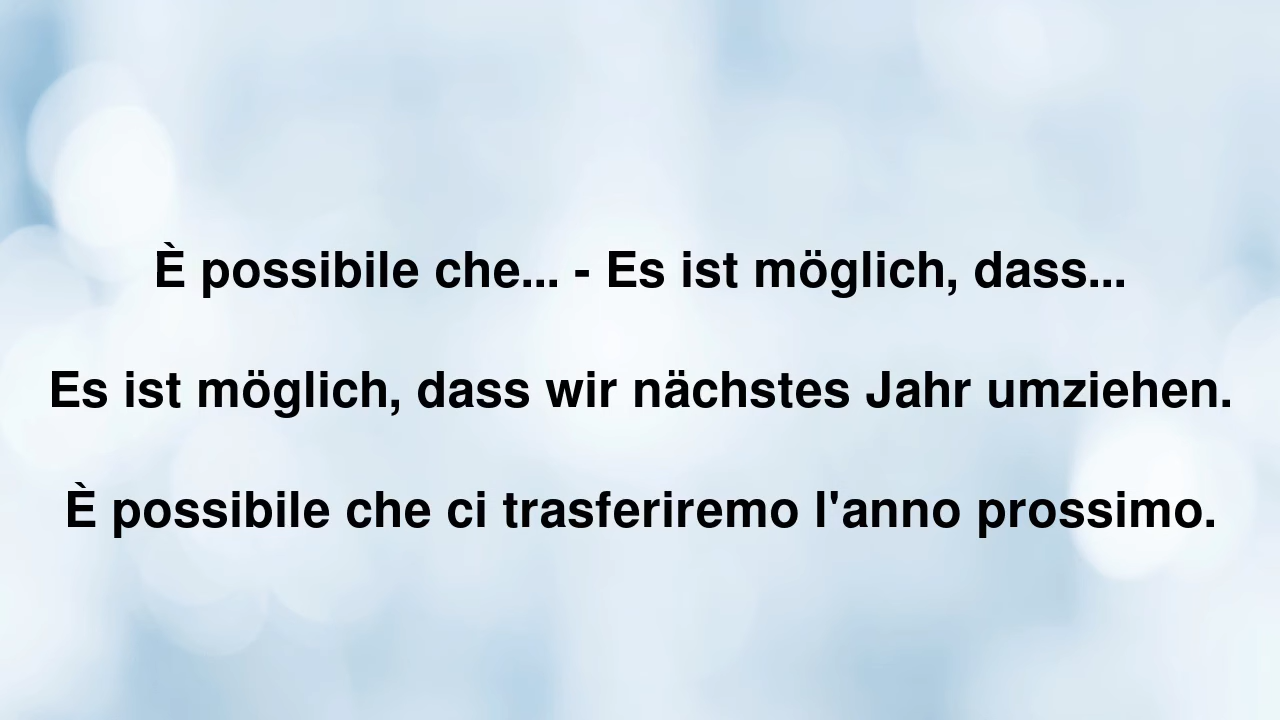 È possibile che... - Es ist möglich, dass...
Es ist möglich, dass wir nächstes Jahr umziehen.
È possibile che ci trasferiremo l'anno prossimo.